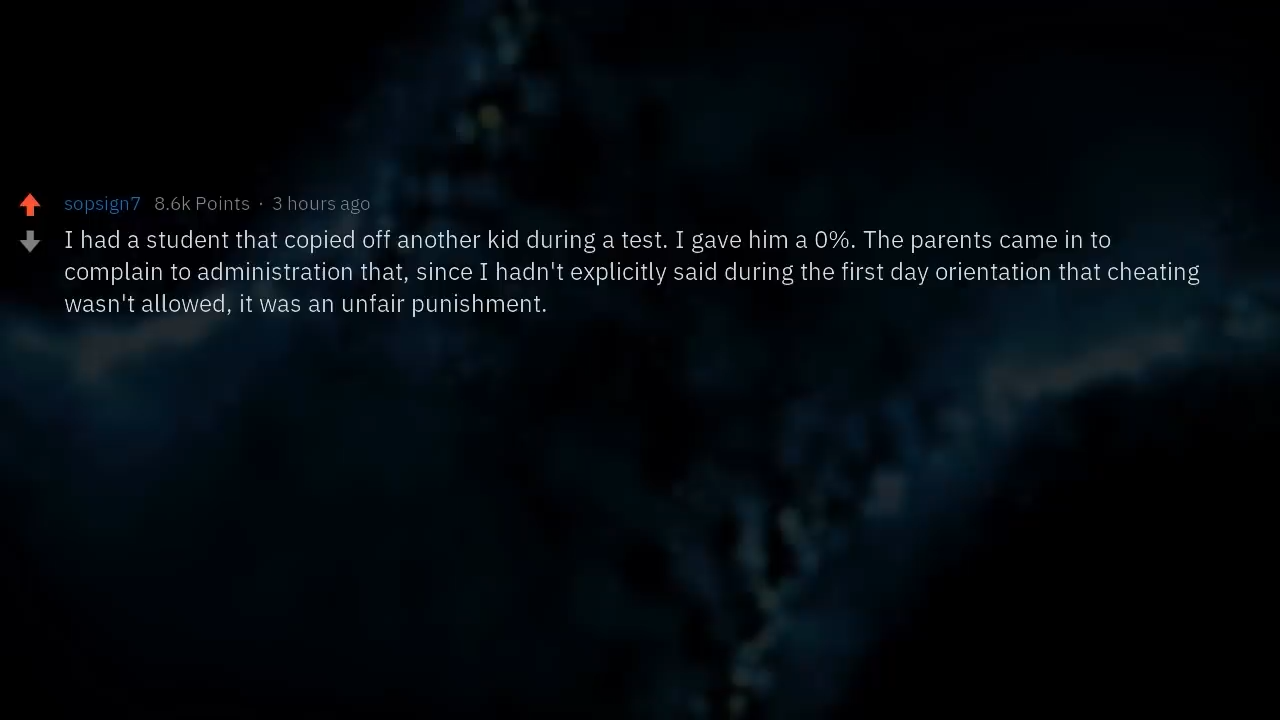 sopsign7 8.6k Points · 3 hours ago
I had a student that copied off another kid during a test. I gave him a 0%. The parents came in to
complain to administration that, since I hadn't explicitly said during the first day orientation that cheating
wasn't allowed, it was an unfair punishment.